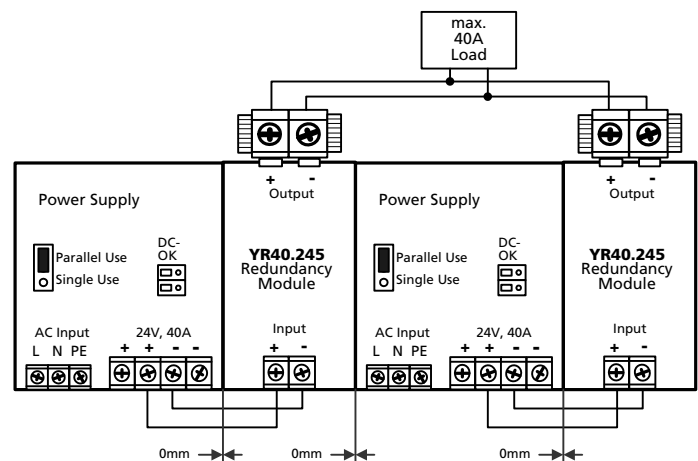 max.
40A
Load
+ -
Output
+ -
Output
Power Supply
DC-
OK
Parallel Use
Single Use
AC Input
L N PE
24V, 40A
+ + - -
YR40.245
Redundancy
Module
Input
+ -
Power Supply
DC-
OK
Parallel Use
Single Use
AC Input
L N PE
24V, 40A
+ + - -
YR40.245
Redundancy
Module
Input
+ -
0mm
0mm
0mm